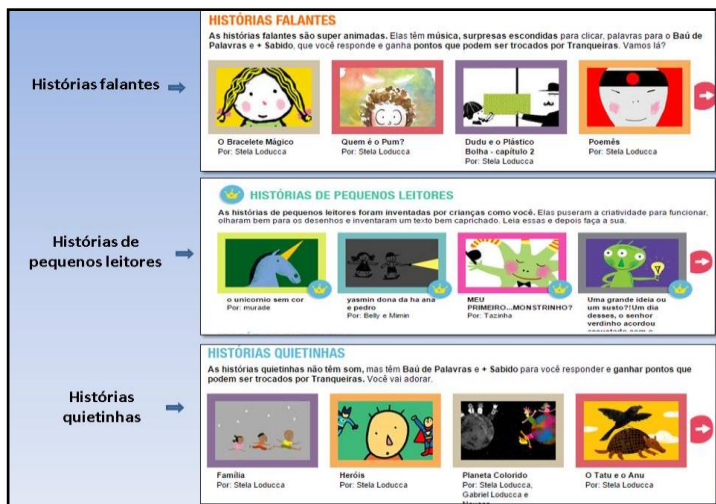 Histórias falantes
HISTÓRIAS FALANTES
As histórias falantes são super animadas. Elas têm música, surpresas escondidas para clicar, palavras para o Baú de
Palavras e + Sabido, que você responde e ganha pontos que podem ser trocados por Tranqueiras. Vamos lá?
O Bracelete Mágico
Por: Stela Loducca
Quem é o Pum?
Por: Stela Loducca
Dudu e o Plástico
Bolha - capítulo 2
Por: Stela Loducca
Poemês
Por: Stela Loducca
Histórias de
pequenos leitores
HISTÓRIAS DE PEQUENOS LEITORES
As histórias de pequenos leitores foram inventadas por crianças como você. Elas puseram a criatividade para funcionar,
olharam bem para os desenhos e inventaram um texto bem caprichado. Leia essas e depois faça a sua.
o unicornio sem cor
Por: murade
yasmin dona da ha ana
e pedro
Por: Belly e Mimin
MEU
PRIMEIRO...MONSTRINHO?
Por: Tazinha
Uma grande ideia ou
um susto?!Um dia
desses, o senhor
verdinho acordou
Histórias
quietinhas
HISTÓRIAS QUIETINHAS
As histórias quietinhas não têm som, mas têm Baú de Palavras e + Sabido para você responder e ganhar pontos que
podem ser trocados por Tranqueiras. Você vai adorar.
Família
Por: Stela Loducca
Heróis
Por: Stela Loducca
Planeta Colorido
Por: Stela Loducca,
Gabriel Loducca e
O Tatu e o Anu
Por: Stela Loducca